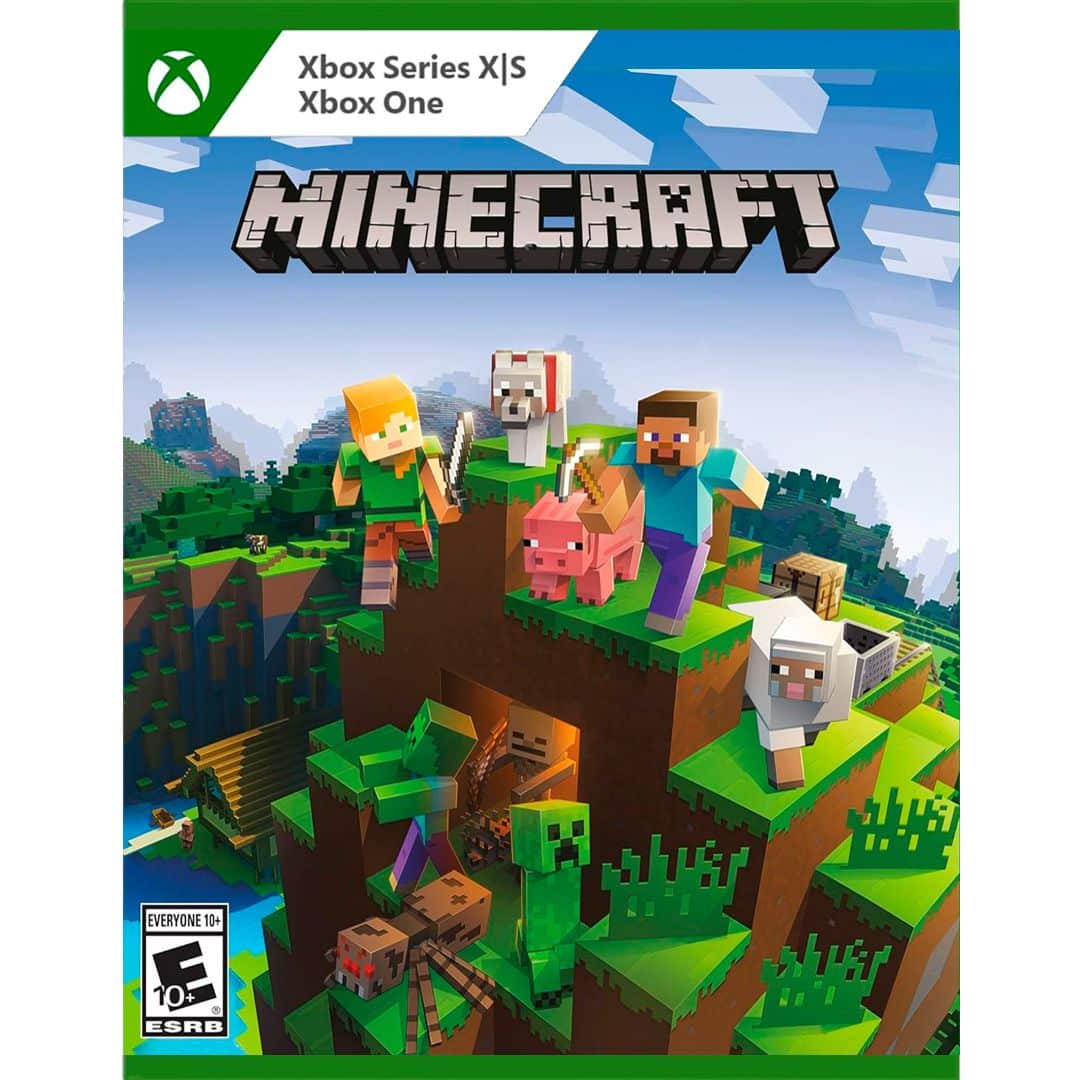 Xbox Series X|S
Xbox One
MINECRAFT
EVERYONE 10+
E
10+
®
ESRB